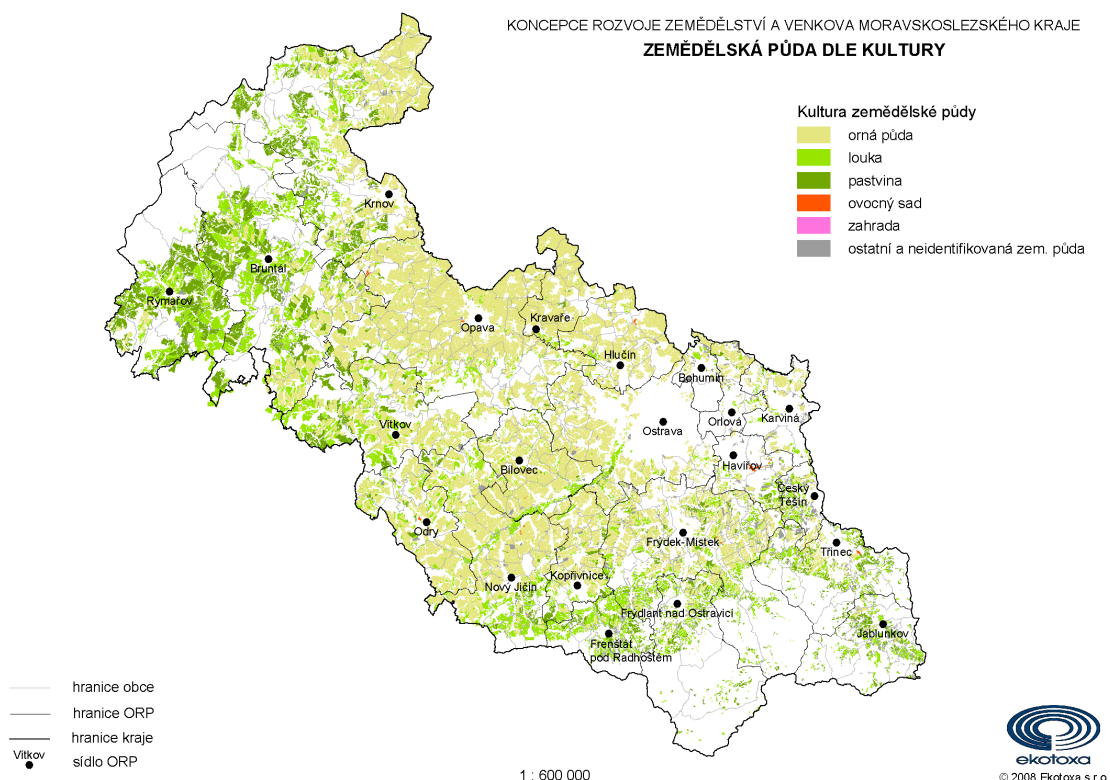 KONCEPCE ROZVOJE ZEMĚDĚLSTVÍ A VENKOVA MORAVSKOSLEZSKÉHO KRAJE
ZEMĚDĚLSKÁ PŮDA DLE KULTURY
Kultura zemědělské půdy
orná půda
louka
pastvina
ovocný sad
zahrada
ostatní a neidentifikovaná zem. půda
Krnov
Bruntál
Rýmařov
Opava
Kravaře
Hlučín
Bohumín
Ostrava
Orlová
Karviná
Vítkov
Bílovec
Havířov
Český
Těšín
Odry
Frýdek-Místek
Třinec
Nový Jičín
Kopřivnice
Frýdlant nad Ostravicí
Jablunkov
Frenštát
pod Radhoštěm
hranice obce
hranice ORP
hranice kraje
Vítkov
sídlo ORP
1 : 600 000
ekotoxa
© 2008 Ekotoxa s.r.o.